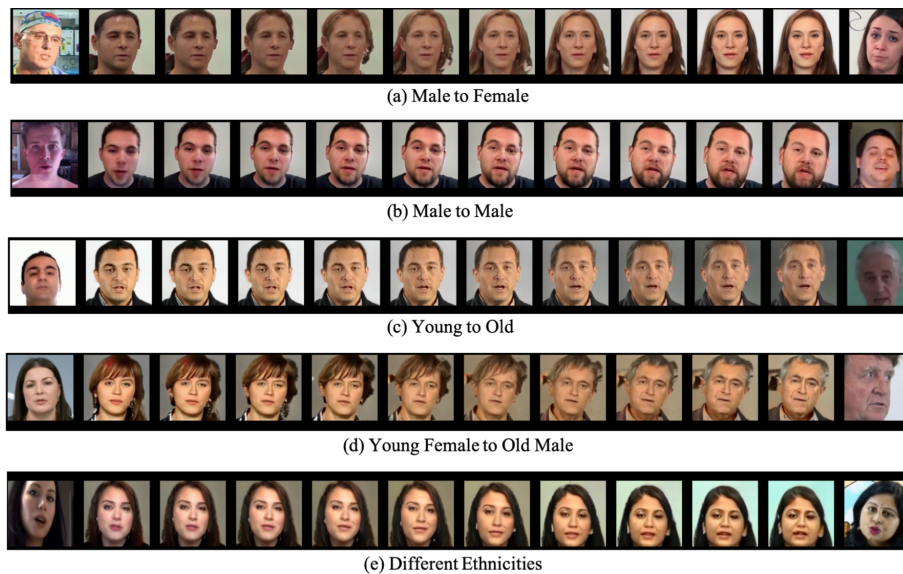 (a) Male to Female
(b) Male to Male
(c) Young to Old
(d) Young Female to Old Male
(e) Different Ethnicities